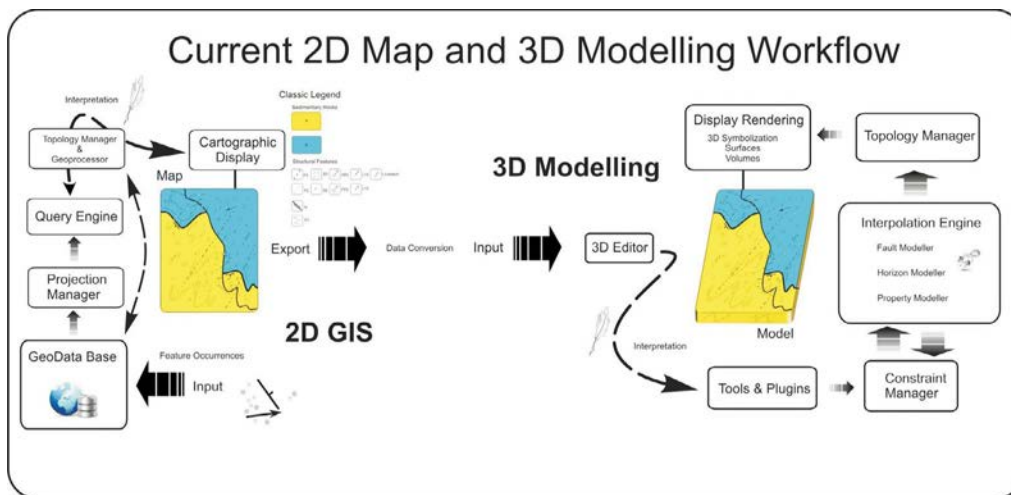 Current 2D Map and 3D Modelling Workflow
Interpretation
Topology Manager
&
Geoprocessor
Cartographic
Display
Classic Legend
Sedimentary Rocks
Structural Features
Map
Query Engine
Projection
Manager
GeoData Base
Feature Occurrences
Input
2D GIS
Export
Data Conversion
Input
3D Modelling
3D Editor
Interpretation
Tools & Plugins
Constraint
Manager
Interpolation Engine
Fault Modeller
Horizon Modeller
Property Modeller
Topology Manager
Display Rendering
3D Symbolization
Surfaces
Volumes
Model